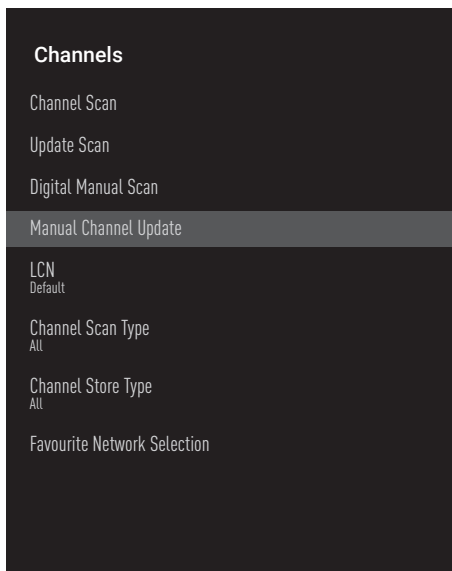 Channels
Channel Scan
Update Scan
Digital Manual Scan
Manual Channel Update
LCN
Default
Channel Scan Type
All
Channel Store Type
All
Favourite Network Selection